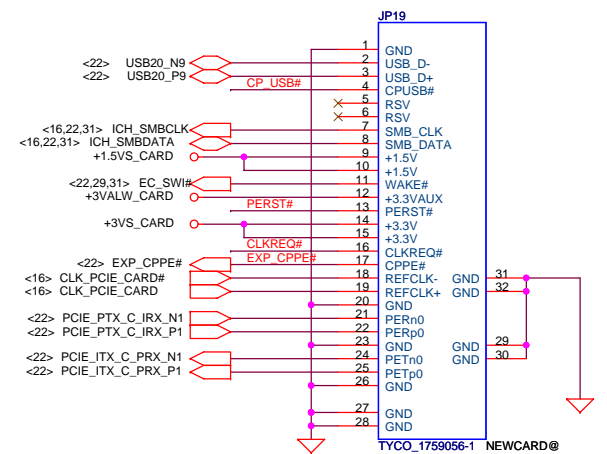 JP19
1 GND
<22> USB20_N9 2 USB_D-
<22> USB20_P9 3 USB_D+
CP_USB# 4 CPUSB#
5 RSV
6 RSV
<16,22,31> ICH_SMBCLK 7 SMB_CLK
<16,22,31> ICH_SMBDATA 8 SMB_DATA
+1.5VS_CARD 9 +1.5V
10 +1.5V
<22,29,31> EC_SWI# 11 WAKE#
+3VALW_CARD 12 +3.3VAUX
PERST# 13 PERST#
+3VS_CARD 14 +3.3V
15 +3.3V
CLKREQ# 16 CLKREQ#
<22> EXP_CPPE# EXP_CPPE# 17 CPPE#
<16> CLK_PCIE_CARD# 18 REFCLK- GND 31
<16> CLK_PCIE_CARD 19 REFCLK+ GND 32
20 GND
<22> PCIE_PTX_C_IRX_N1 21 PERn0
<22> PCIE_PTX_C_IRX_P1 22 PERp0
23 GND GND 29
<22> PCIE_ITX_C_PRX_N1 24 PETn0 GND 30
<22> PCIE_ITX_C_PRX_P1 25 PETp0
26 GND
27 GND
28 GND
TYCO_1759056-1 NEWCARD@